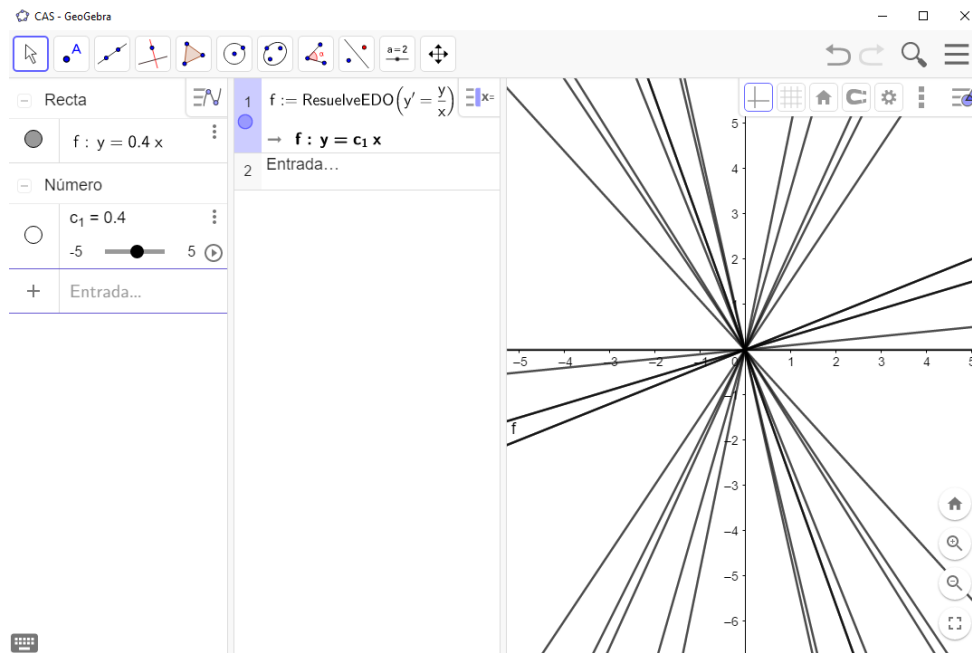 CAS - GeoGebra
A
α
a=2
Recta
f : y = 0.4 x
Número
c₁ = 0.4
-5 5
Entrada...
1 f := ResuelveEDO(y′ = y/x)
x=
→ f : y = c₁ x
2 Entrada…
5
4
3
2
1
−5 −4 −3 −2 −1 0 1 2 3 4 5
−1
f
−2
−3
−4
−5
−6